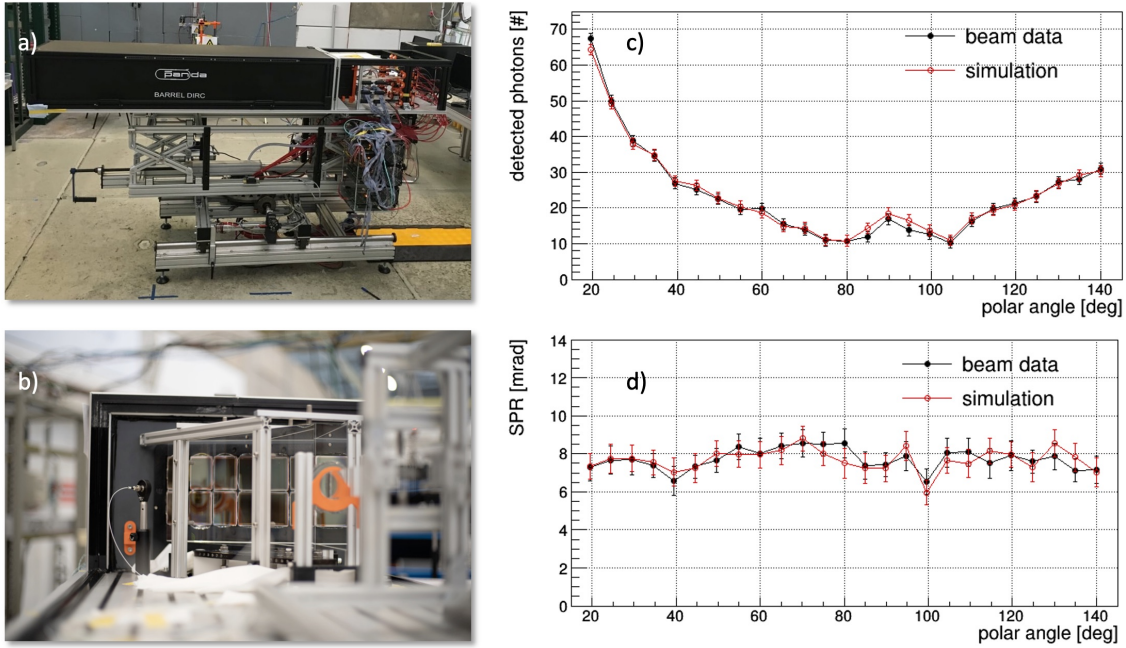 a)
panda
BARREL DIRC
b)
c)
detected photons [#]
beam data
simulation
70
60
50
40
30
20
10
0
20 40 60 80 100 120 140
polar angle [deg]
d)
SPR [mrad]
beam data
simulation
14
12
10
8
6
4
2
0
20 40 60 80 100 120 140
polar angle [deg]